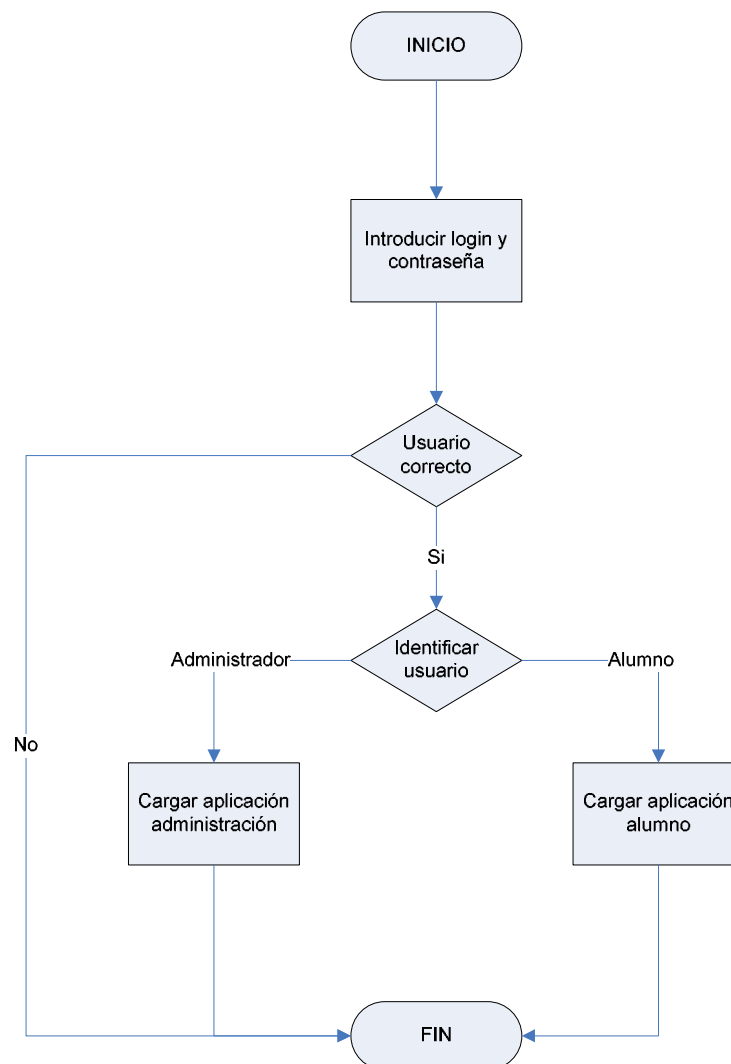 INICIO
Introducir login y
contraseña
Usuario
correcto
Si
Identificar
usuario
Administrador
Alumno
No
Cargar aplicación
administración
Cargar aplicación
alumno
FIN